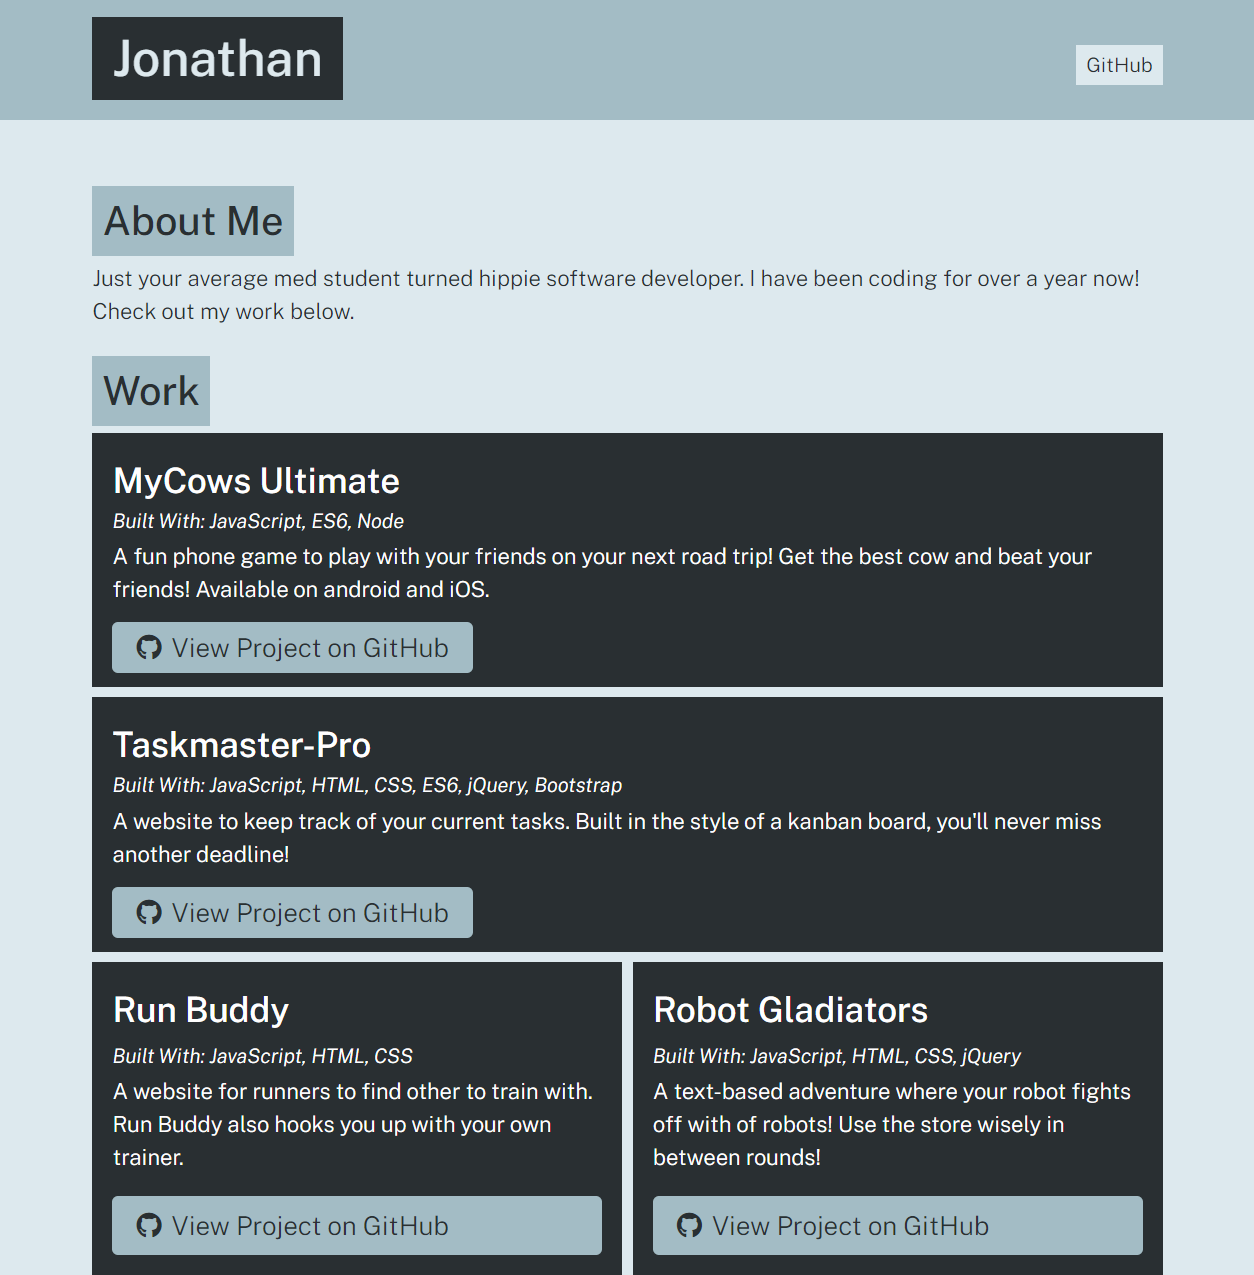 Jonathan
GitHub
About Me
Just your average med student turned hippie software developer. I have been coding for over a year now!
Check out my work below.
Work
MyCows Ultimate
Built With: JavaScript, ES6, Node
A fun phone game to play with your friends on your next road trip! Get the best cow and beat your
friends! Available on android and iOS.
View Project on GitHub
Taskmaster-Pro
Built With: JavaScript, HTML, CSS, ES6, jQuery, Bootstrap
A website to keep track of your current tasks. Built in the style of a kanban board, you'll never miss
another deadline!
View Project on GitHub
Run Buddy
Built With: JavaScript, HTML, CSS
A website for runners to find other to train with.
Run Buddy also hooks you up with your own
trainer.
View Project on GitHub
Robot Gladiators
Built With: JavaScript, HTML, CSS, jQuery
A text-based adventure where your robot fights
off with of robots! Use the store wisely in
between rounds!
View Project on GitHub